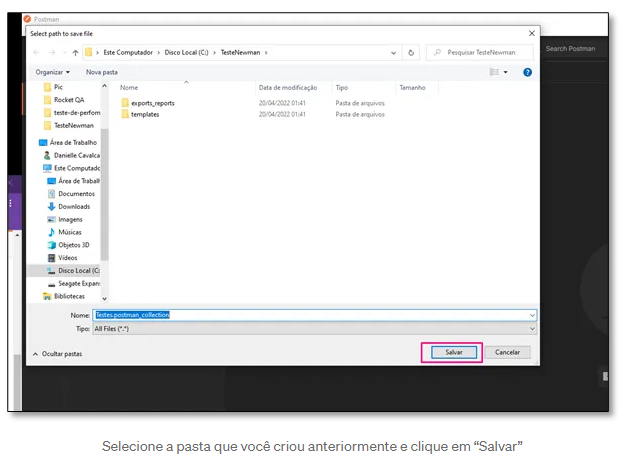 Postman
Select path to save file
Este Computador > Disco Local (C:) > TesteNewman >
Pesquisar TesteNewman
Search Postman
Organizar
Nova pasta
Nome
Data de modificação
Tipo
Tamanho
Pic
Rocket QA
teste-de-perfom
TesteNewman
Área de Trabalho
Danielle Cavalca
Este Computador
Área de Trabalh
Documentos
Downloads
Imagens
Músicas
Objetos 3D
Vídeos
Disco Local (C:
Seagate Expans
Bibliotecas
exports_reports 20/04/2022 01:41 Pasta de arquivos
templates 20/04/2022 01:41 Pasta de arquivos
Nome: Testes.postman_collection
Tipo: All Files (*.*)
Ocultar pastas
Salvar
Cancelar
Selecione a pasta que você criou anteriormente e clique em “Salvar”